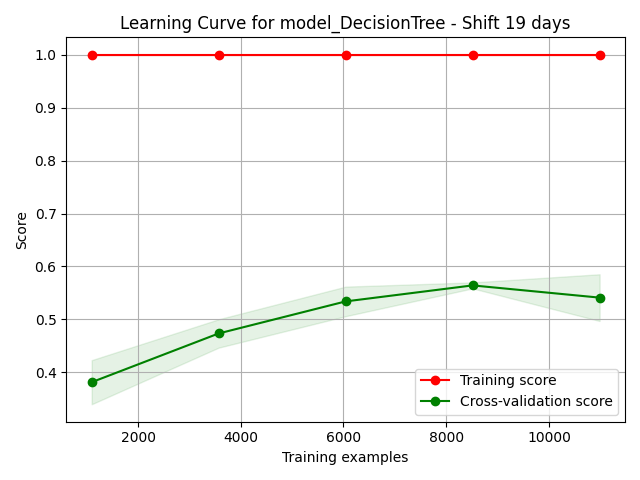 Learning Curve for model_DecisionTree - Shift 19 days
1.0
0.9
0.8
0.7
0.6
0.5
0.4
Score
2000 4000 6000 8000 10000
Training examples
Training score
Cross-validation score